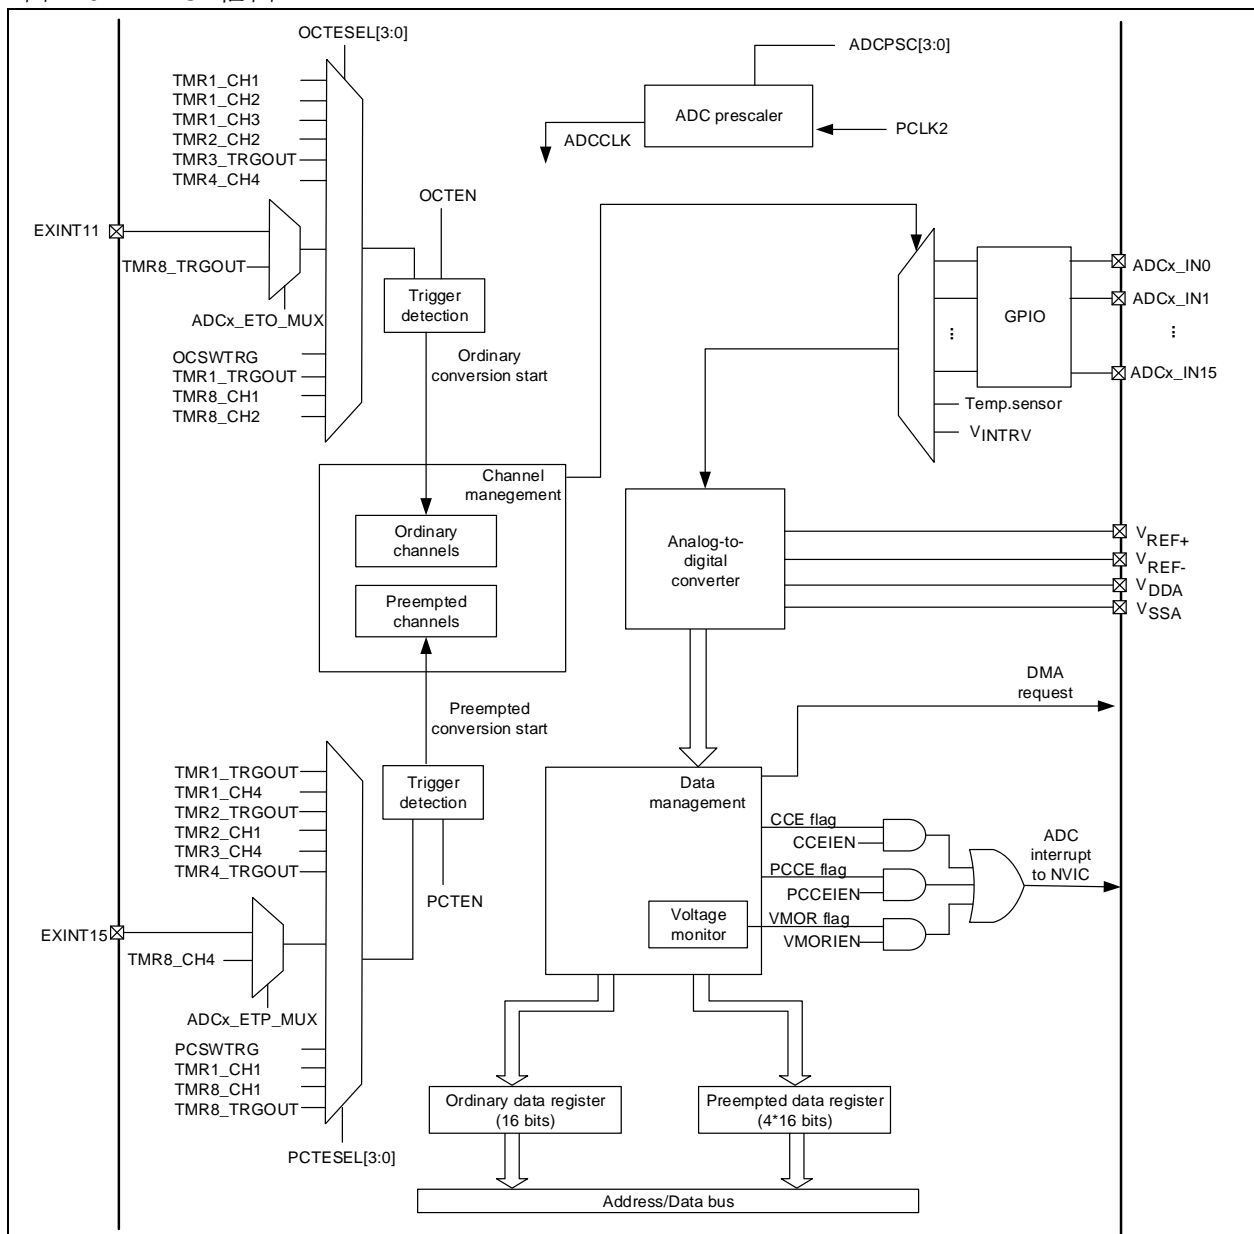 OCTESEL[3:0]
TMR1_CH1
TMR1_CH2
TMR1_CH3
TMR2_CH2
TMR3_TRGOUT
TMR4_CH4
EXINT11
TMR8_TRGOUT
ADCx_ETO_MUX
OCSWTRG
TMR1_TRGOUT
TMR8_CH1
TMR8_CH2
OCTEN
Trigger
detection
Ordinary
conversion start
ADCPSC[3:0]
ADC prescaler
ADCCLK
PCLK2
GPIO
ADCx_IN0
ADCx_IN1
...
...
ADCx_IN15
Temp.sensor
VINTRV
Channel
manegement
Ordinary
channels
Preempted
channels
Analog-to-
digital
converter
VREF+
VREF-
VDDA
VSSA
Preempted
conversion start
DMA
request
TMR1_TRGOUT
TMR1_CH4
TMR2_TRGOUT
TMR2_CH1
TMR3_CH4
TMR4_TRGOUT
EXINT15
TMR8_CH4
ADCx_ETP_MUX
PCSWTRG
TMR1_CH1
TMR8_CH1
TMR8_TRGOUT
PCTESEL[3:0]
Trigger
detection
PCTEN
Data
management
CCE flag
CCEIEN
PCCE flag
PCCEIEN
Voltage
monitor
VMOR flag
VMORIEN
ADC
interrupt
to NVIC
Ordinary data register
(16 bits)
Preempted data register
(4*16 bits)
Address/Data bus